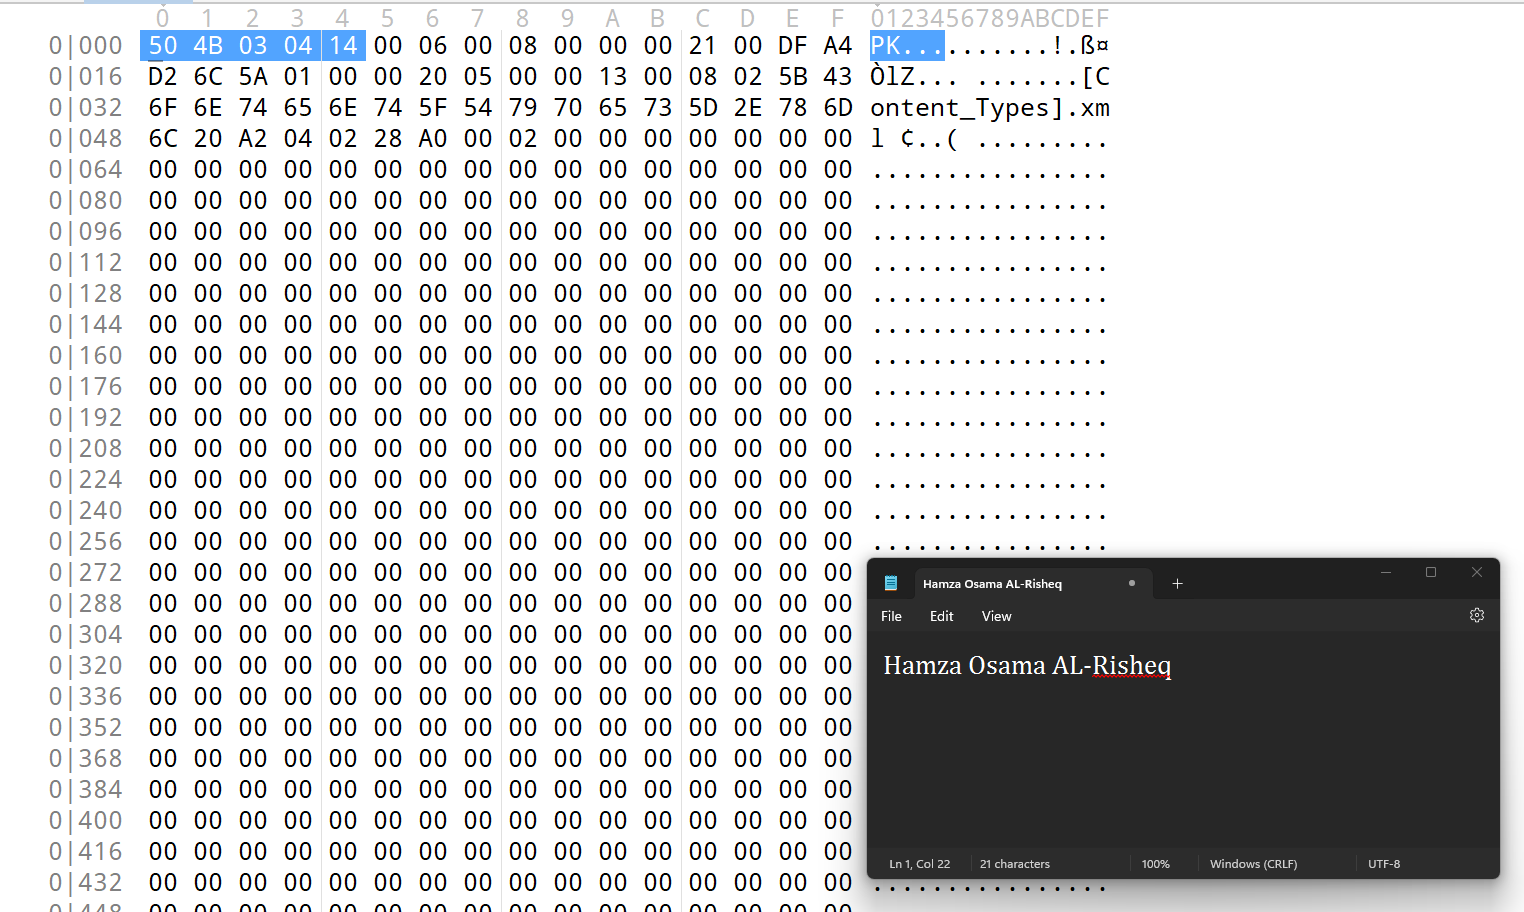 0 1 2 3 4 5 6 7 8 9 A B C D E F 0123456789ABCDEF
0|000 50 4B 03 04 14 00 06 00 08 00 00 00 21 00 DF A4 PK..........!.ß¤
0|016 D2 6C 5A 01 00 00 20 05 00 00 13 00 08 02 5B 43 ÒlZ... .......[C
0|032 6F 6E 74 65 6E 74 5F 54 79 70 65 73 5D 2E 78 6D ontent_Types].xm
0|048 6C 20 A2 04 02 28 A0 00 02 00 00 00 00 00 00 00 l ¢..( .........
0|064 00 00 00 00 00 00 00 00 00 00 00 00 00 00 00 00 ................
0|080 00 00 00 00 00 00 00 00 00 00 00 00 00 00 00 00 ................
0|096 00 00 00 00 00 00 00 00 00 00 00 00 00 00 00 00 ................
0|112 00 00 00 00 00 00 00 00 00 00 00 00 00 00 00 00 ................
0|128 00 00 00 00 00 00 00 00 00 00 00 00 00 00 00 00 ................
0|144 00 00 00 00 00 00 00 00 00 00 00 00 00 00 00 00 ................
0|160 00 00 00 00 00 00 00 00 00 00 00 00 00 00 00 00 ................
0|176 00 00 00 00 00 00 00 00 00 00 00 00 00 00 00 00 ................
0|192 00 00 00 00 00 00 00 00 00 00 00 00 00 00 00 00 ................
0|208 00 00 00 00 00 00 00 00 00 00 00 00 00 00 00 00 ................
0|224 00 00 00 00 00 00 00 00 00 00 00 00 00 00 00 00 ................
0|240 00 00 00 00 00 00 00 00 00 00 00 00 00 00 00 00 ................
0|256 00 00 00 00 00 00 00 00 00 00 00 00 00 00 00 00 ................
0|272 00 00 00 00 00 00 00 00 00 00 00 00 00 00 00 00
0|288 00 00 00 00 00 00 00 00 00 00 00 00 00 00 00 00
0|304 00 00 00 00 00 00 00 00 00 00 00 00 00 00 00 00
0|320 00 00 00 00 00 00 00 00 00 00 00 00 00 00 00 00
0|336 00 00 00 00 00 00 00 00 00 00 00 00 00 00 00 00
0|352 00 00 00 00 00 00 00 00 00 00 00 00 00 00 00 00
0|368 00 00 00 00 00 00 00 00 00 00 00 00 00 00 00 00
0|384 00 00 00 00 00 00 00 00 00 00 00 00 00 00 00 00
0|400 00 00 00 00 00 00 00 00 00 00 00 00 00 00 00 00
0|416 00 00 00 00 00 00 00 00 00 00 00 00 00 00 00 00
0|432 00 00 00 00 00 00 00 00 00 00 00 00 00 00 00 00 ................
0|448 00 00 00 00 00 00 00 00 00 00 00 00 00 00 00 00
Hamza Osama AL-Risheq
File Edit View
Hamza Osama AL-Risheq
Ln 1, Col 22 21 characters 100% Windows (CRLF) UTF-8